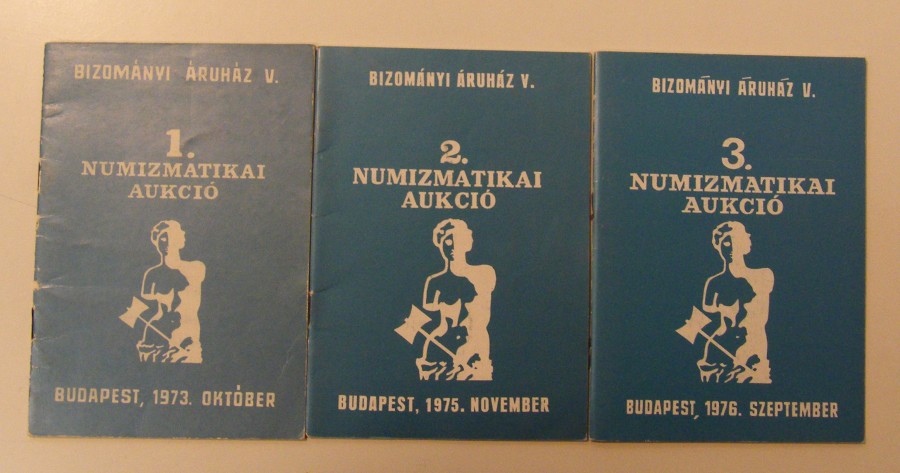 BIZOMÁNYI ÁRUHÁZ V.
1.
NUMIZMATIKAI
AUKCIÓ
BUDAPEST, 1973. OKTÓBER
BIZOMÁNYI ÁRUHÁZ V.
2.
NUMIZMATIKAI
AUKCIÓ
BUDAPEST, 1975. NOVEMBER
BIZOMÁNYI ÁRUHÁZ V.
3.
NUMIZMATIKAI
AUKCIÓ
BUDAPEST, 1976. SZEPTEMBER